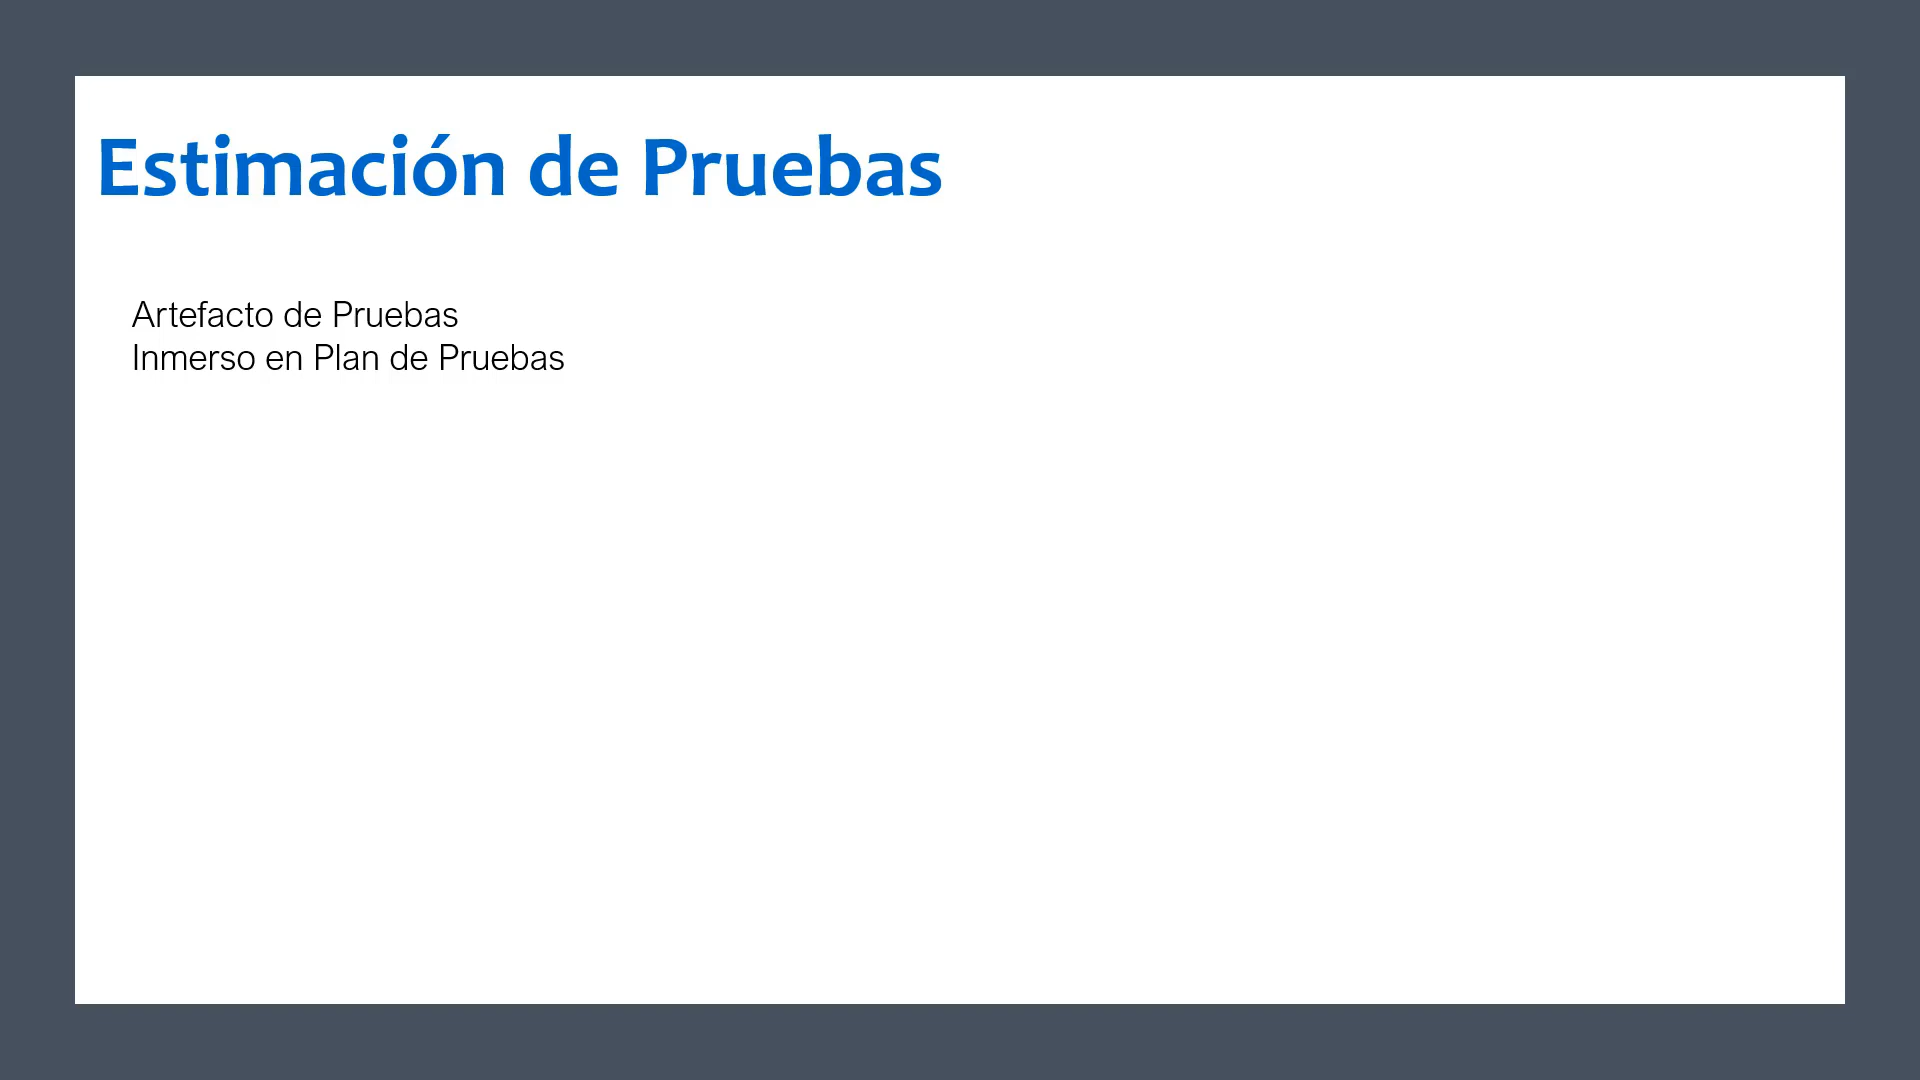 Estimación de Pruebas
Artefacto de Pruebas
Inmerso en Plan de Pruebas